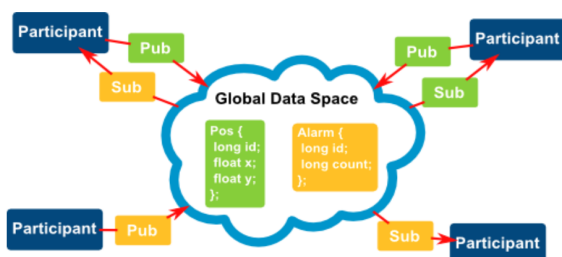 Participant
Pub
Sub
Participant
Pub
Sub
Global Data Space
Pos {
long id;
float x;
float y;
};
Alarm {
long id;
long count;
};
Participant
Pub
Sub
Participant